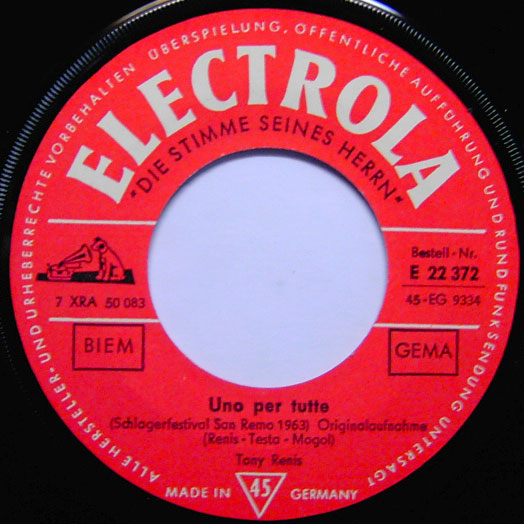 ALLE HERSTELLER-UND URHEBERRECHTE VORBEHALTEN ÜBERSPIELUNG, ÖFFENTLICHE AUFFÜHRUNG UND RUNDFUNKSENDUNG UNTERSAGT
ELECTROLA
"DIE STIMME SEINES HERRN"
Bestell-Nr.
E 22 372
7 XRA 50 083
45-EG 9334
BIEM
GEMA
Uno per tutte
(Schlagerfestival San Remo 1963) Originalaufnahme
(Renis - Testa - Mogol)
Tony Renis
MADE IN 45 GERMANY